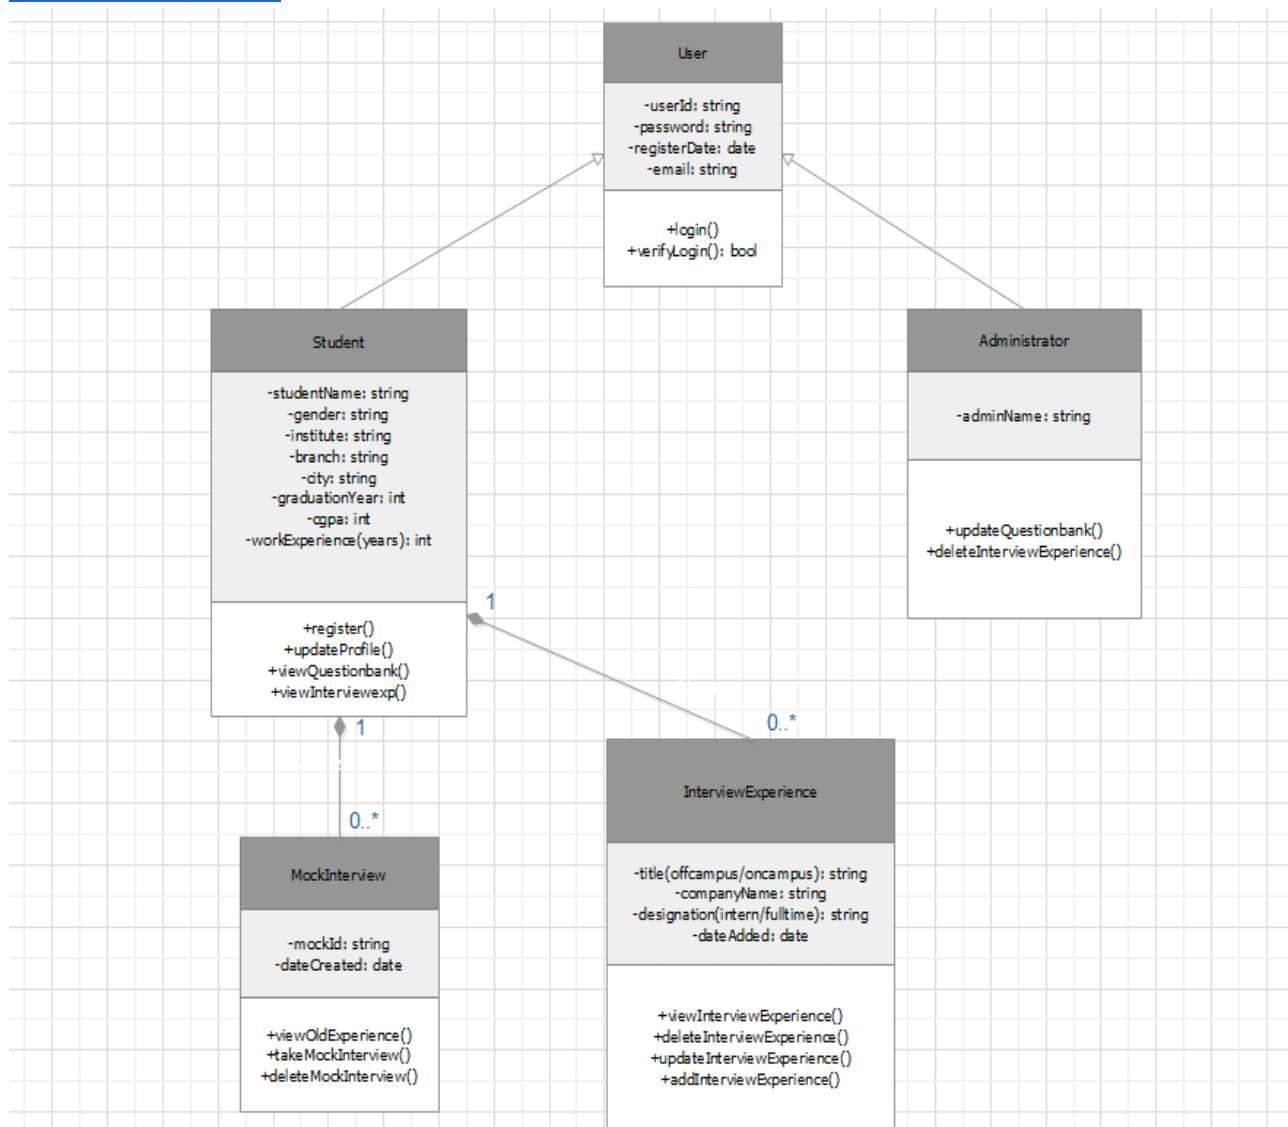 User
-userId: string
-password: string
-registerDate: date
-email: string
+login()
+verifyLogin(): bool
Student
-studentName: string
-gender: string
-institute: string
-branch: string
-city: string
-graduationYear: int
-cgpa: int
-workExperience(years): int
+register()
+updateProfile()
+viewQuestionbank()
+viewInterviewexp()
Administrator
-adminName: string
+updateQuestionbank()
+deleteInterviewExperience()
1
0..*
1
0..*
MockInterview
-mockId: string
-dateCreated: date
+viewOldExperience()
+takeMockInterview()
+deleteMockInterview()
InterviewExperience
-title(offcampus/oncampus): string
-companyName: string
-designation(intern/fulltime): string
-dateAdded: date
+viewInterviewExperience()
+deleteInterviewExperience()
+updateInterviewExperience()
+addInterviewExperience()